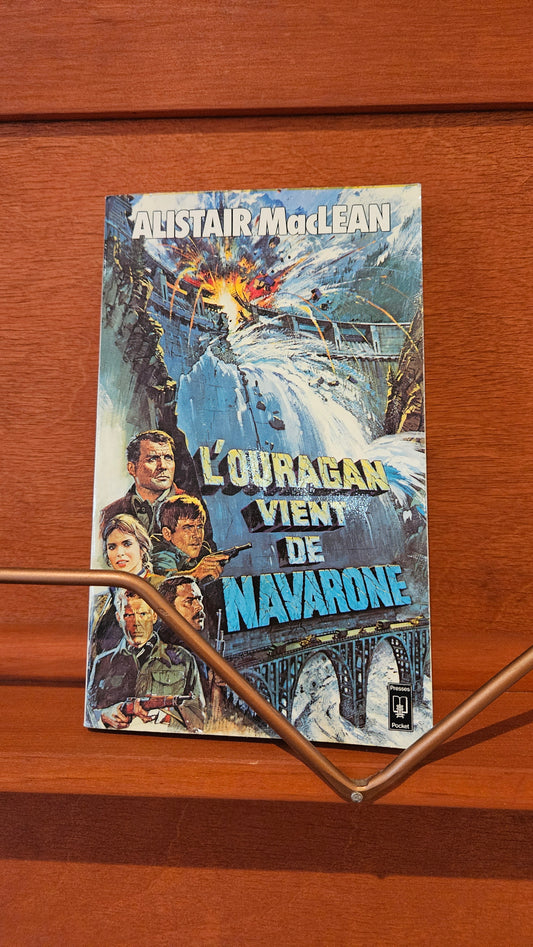 ALISTAIR MacLEAN
L'OURAGAN
VIENT
DE
NAVARONE
Presses
Pocket